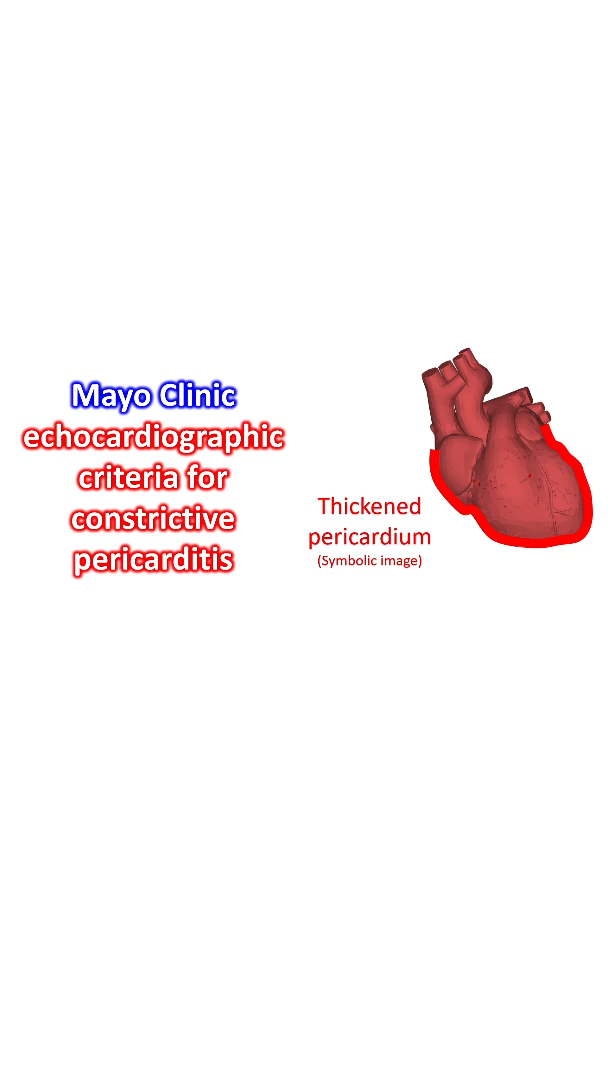 Mayo Clinic
echocardiographic
criteria for
constrictive
pericarditis
Thickened
pericardium
(Symbolic image)